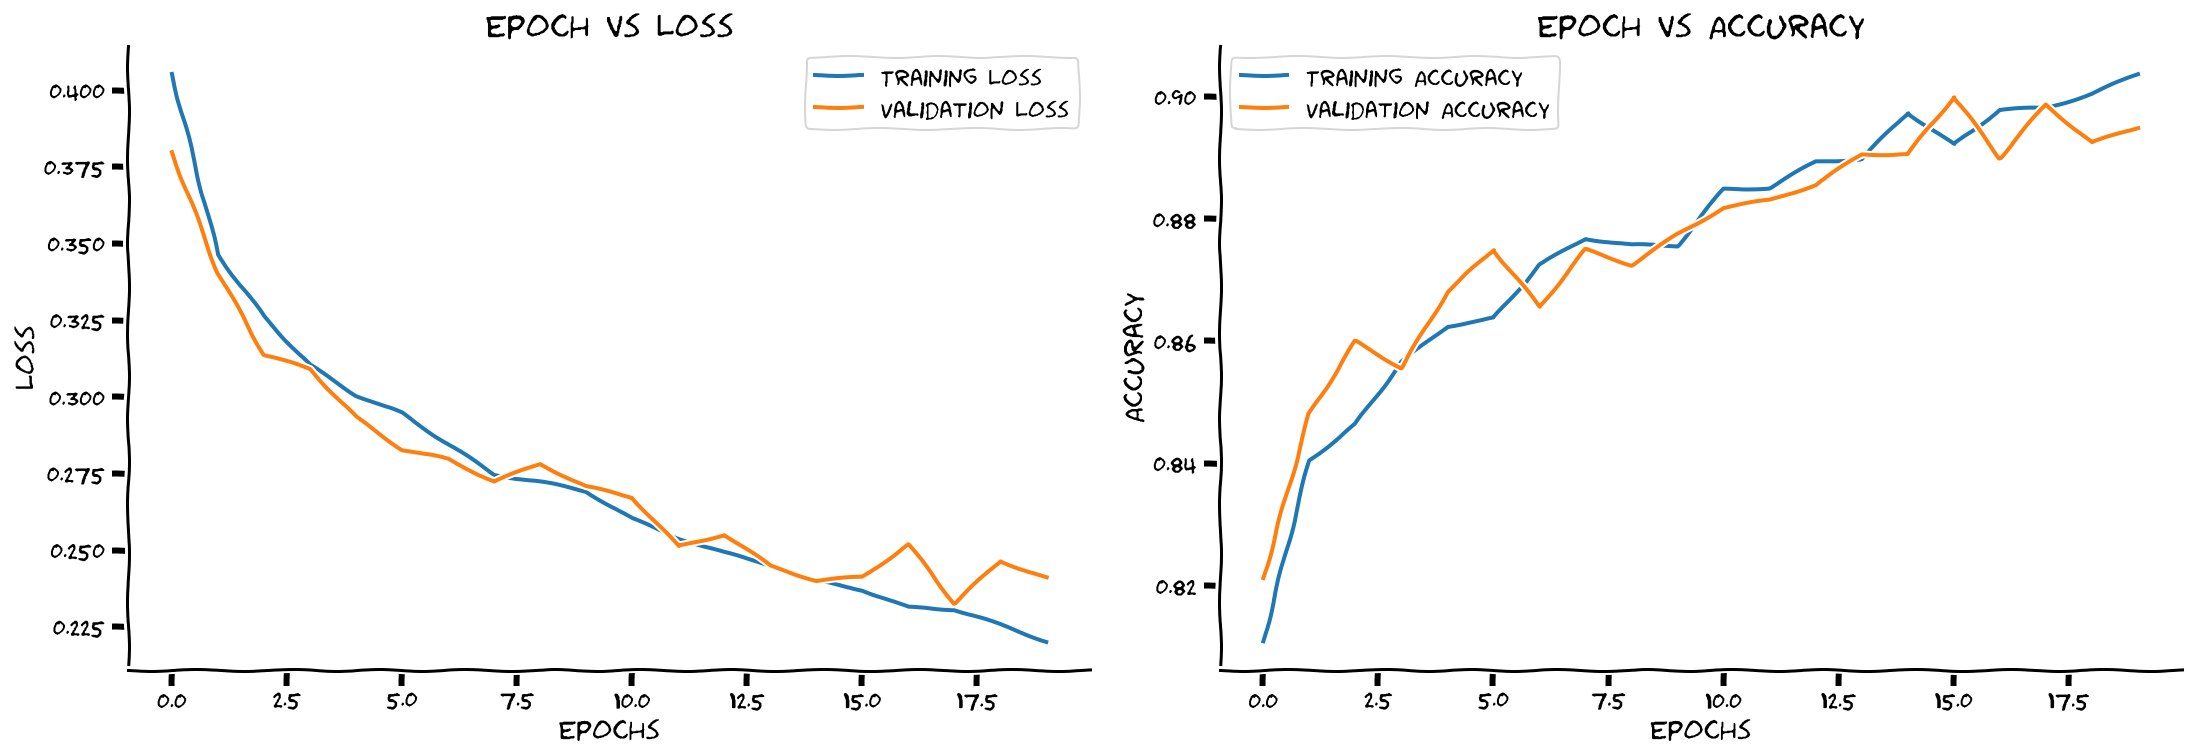 EPOCH VS LOSS
TRAINING LOSS
VALIDATION LOSS
0.400
0.375
0.350
0.325
0.300
0.275
0.250
0.225
LOSS
0.0 2.5 5.0 7.5 10.0 12.5 15.0 17.5
EPOCHS
EPOCH VS ACCURACY
TRAINING ACCURACY
VALIDATION ACCURACY
0.90
0.88
0.86
0.84
0.82
ACCURACY
0.0 2.5 5.0 7.5 10.0 12.5 15.0 17.5
EPOCHS